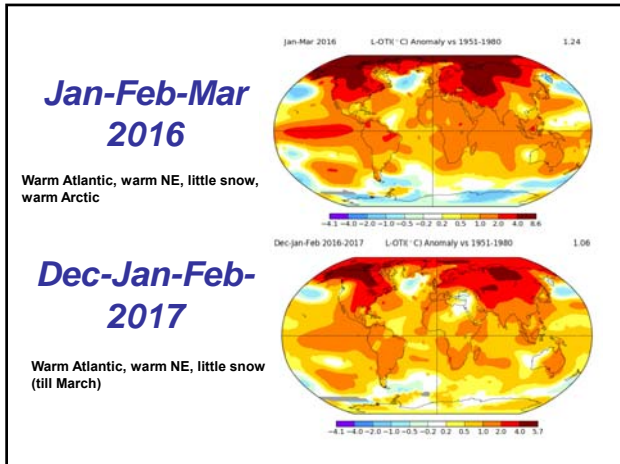 Jan-Feb-Mar
2016
Warm Atlantic, warm NE, little snow,
warm Arctic
Jan-Mar 2016 L-OTI(°C) Anomaly vs 1951-1980 1.24
-4.1 -4.0 -2.0 -1.0 -0.5 -0.2 0.2 0.5 1.0 2.0 4.0 8.6
Dec-Jan-Feb-
2017
Warm Atlantic, warm NE, little snow
(till March)
Dec-Jan-Feb 2016-2017 L-OTI(°C) Anomaly vs 1951-1980 1.06
-4.1 -4.0 -2.0 -1.0 -0.5 -0.2 0.2 0.5 1.0 2.0 4.0 5.7